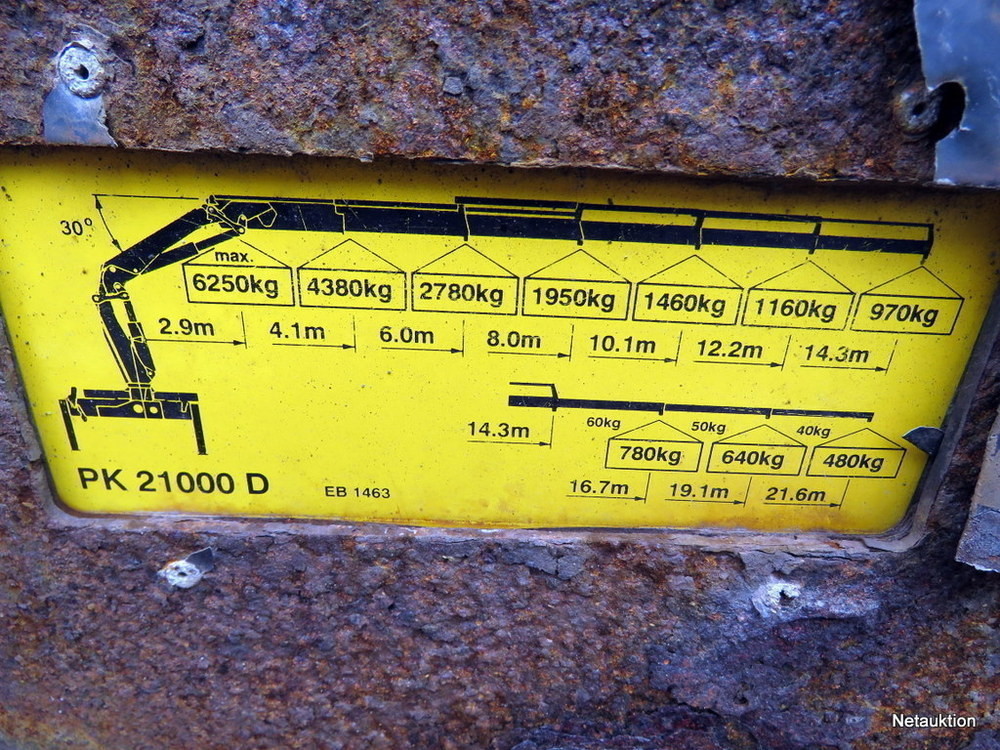 30°
max.
6250kg 4380kg 2780kg 1950kg 1460kg 1160kg 970kg
2.9m 4.1m 6.0m 8.0m 10.1m 12.2m 14.3m
14.3m 60kg 50kg 40kg
780kg 640kg 480kg
16.7m 19.1m 21.6m
PK 21000 D EB 1463
Netauktion